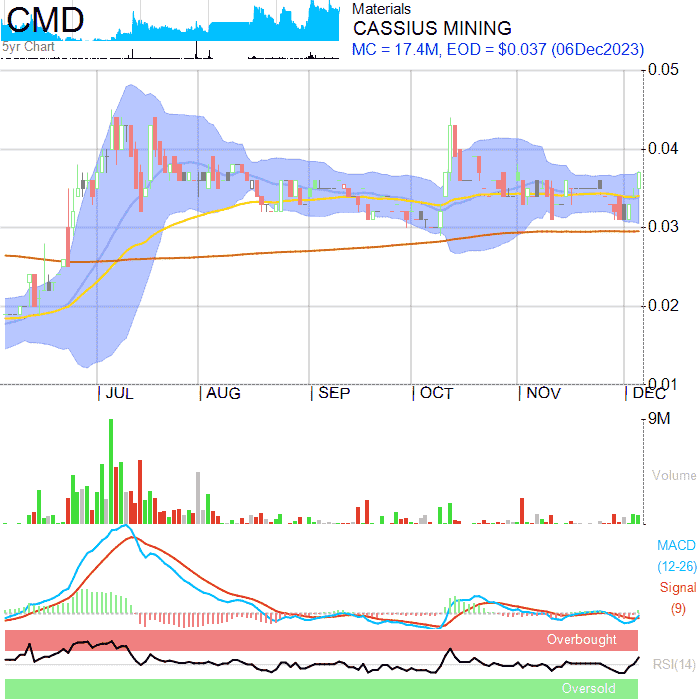 CMD
5yr Chart
Materials
CASSIUS MINING
MC = 17.4M, EOD = $0.037 (06Dec2023)
0.05
0.04
0.03
0.02
0.01
JUL AUG SEP OCT NOV DEC
9M
Volume
MACD
(12-26)
Signal
(9)
Overbought
RSI(14)
Oversold